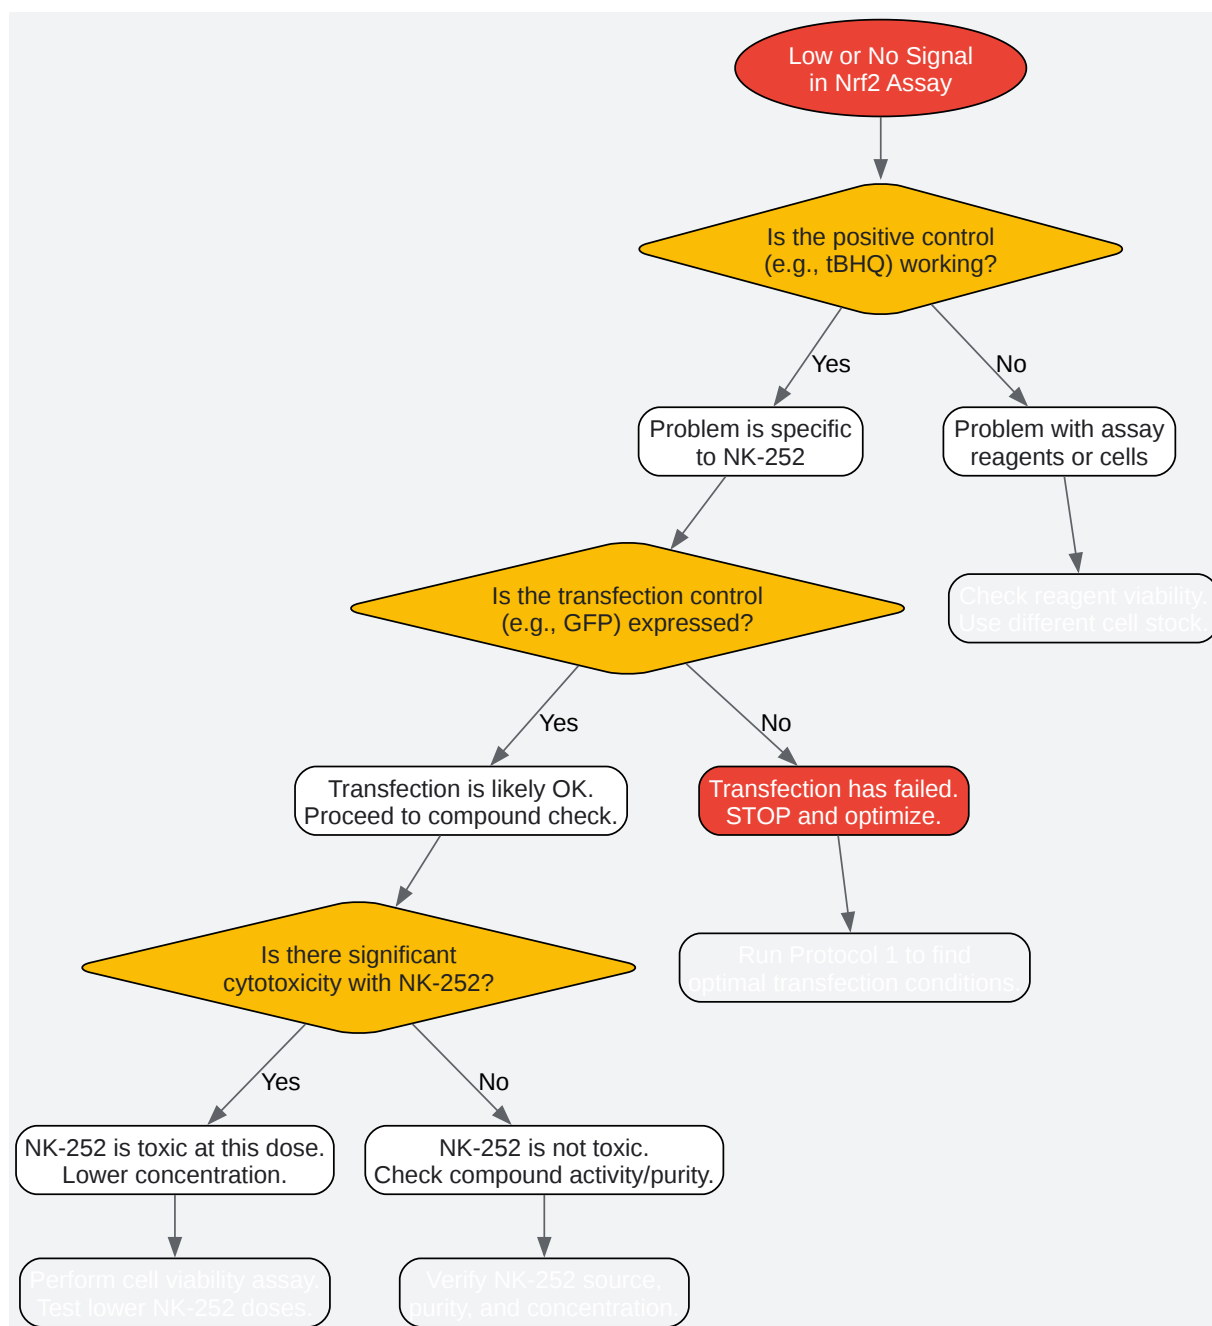 Low or No Signal
in Nrf2 Assay
Is the positive control
(e.g., tBHQ) working?
Yes
No
Problem is specific
to NK-252
Problem with assay
reagents or cells
Is the transfection control
(e.g., GFP) expressed?
Check reagent viability.
Use different cell stock.
Yes
No
Transfection is likely OK.
Proceed to compound check.
Transfection has failed.
STOP and optimize.
Is there significant
cytotoxicity with NK-252?
Run Protocol 1 to find
optimal transfection conditions.
Yes
No
NK-252 is toxic at this dose.
Lower concentration.
NK-252 is not toxic.
Check compound activity/purity.
Perform cell viability assay.
Test lower NK-252 doses.
Verify NK-252 source,
purity, and concentration.